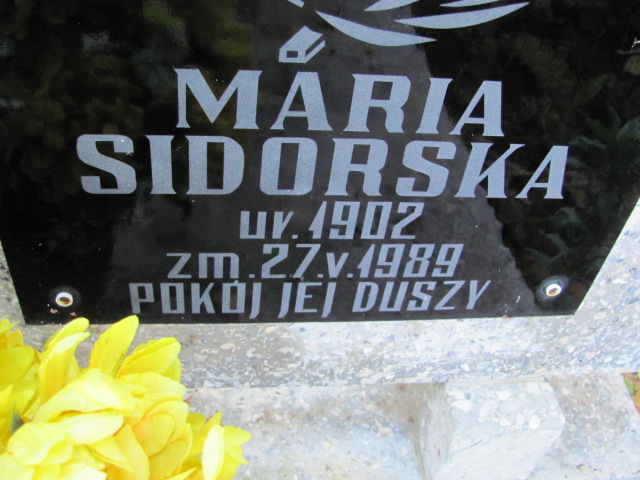 MÁRIA
SIDORSKA
ur.1902
zm.27.v.1989
POKÓJ JEJ DUSZY